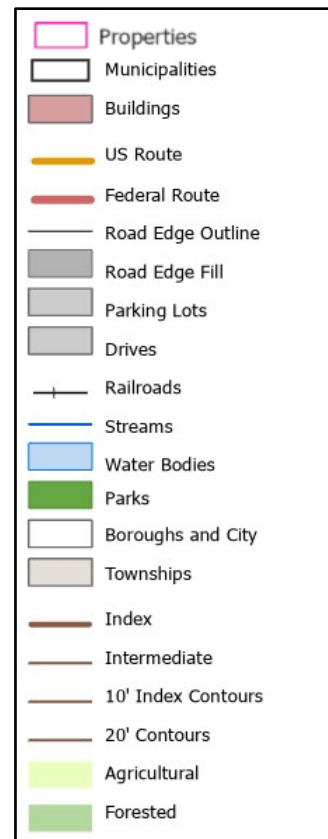 Properties
Municipalities
Buildings
US Route
Federal Route
Road Edge Outline
Road Edge Fill
Parking Lots
Drives
Railroads
Streams
Water Bodies
Parks
Boroughs and City
Townships
Index
Intermediate
10' Index Contours
20' Contours
Agricultural
Forested